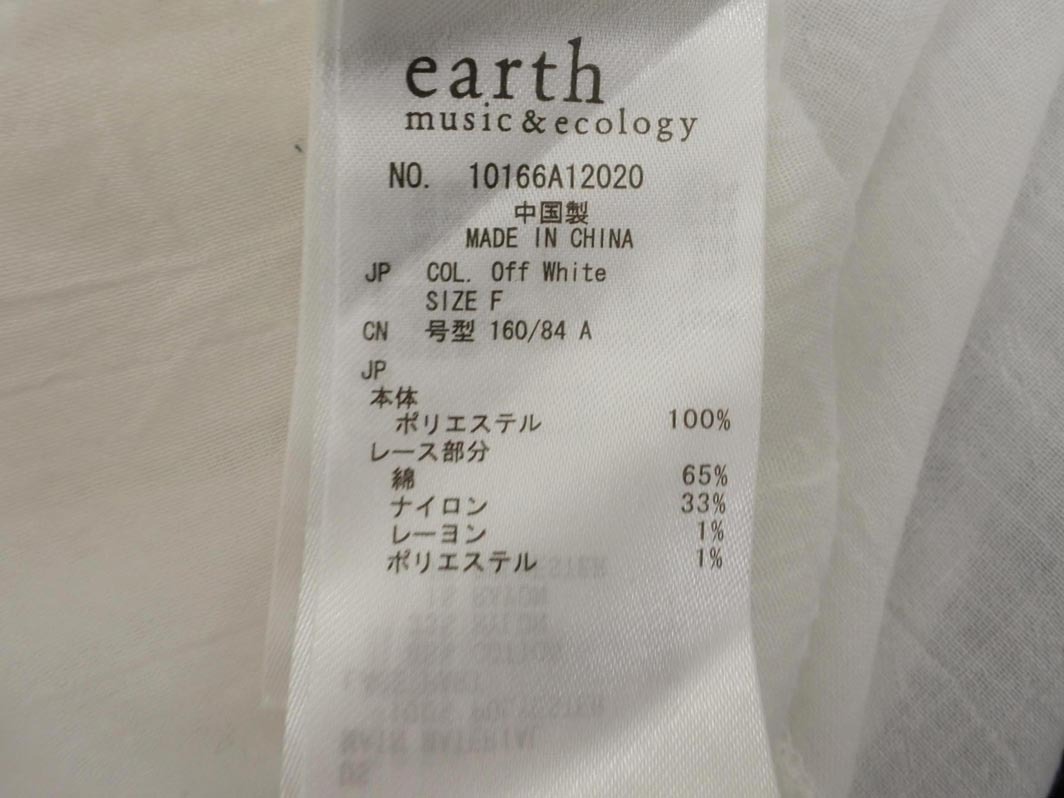 earth
music & ecology
NO. 10166A12020
中国製
MADE IN CHINA
JP COL. Off White
SIZE F
CN 号型 160/84 A
JP
本体
ポリエステル 100%
レース部分
綿 65%
ナイロン 33%
レーヨン 1%
ポリエステル 1%